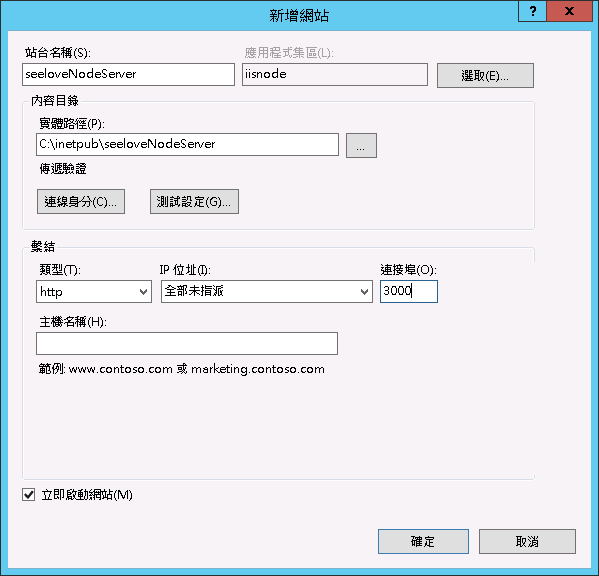 新增網站
?
x
站台名稱(S):
應用程式集區(L):
seeloveNodeServer
iisnode
選取(E)...
內容目錄
實體路徑(P):
C:\inetpub\seeloveNodeServer
...
傳遞驗證
連線身分(C)...
測試設定(G)...
繫結
類型(T):
IP 位址(I):
連接埠(O):
http
全部未指派
3000
主機名稱(H):
範例: www.contoso.com 或 marketing.contoso.com
立即啟動網站(M)
確定
取消